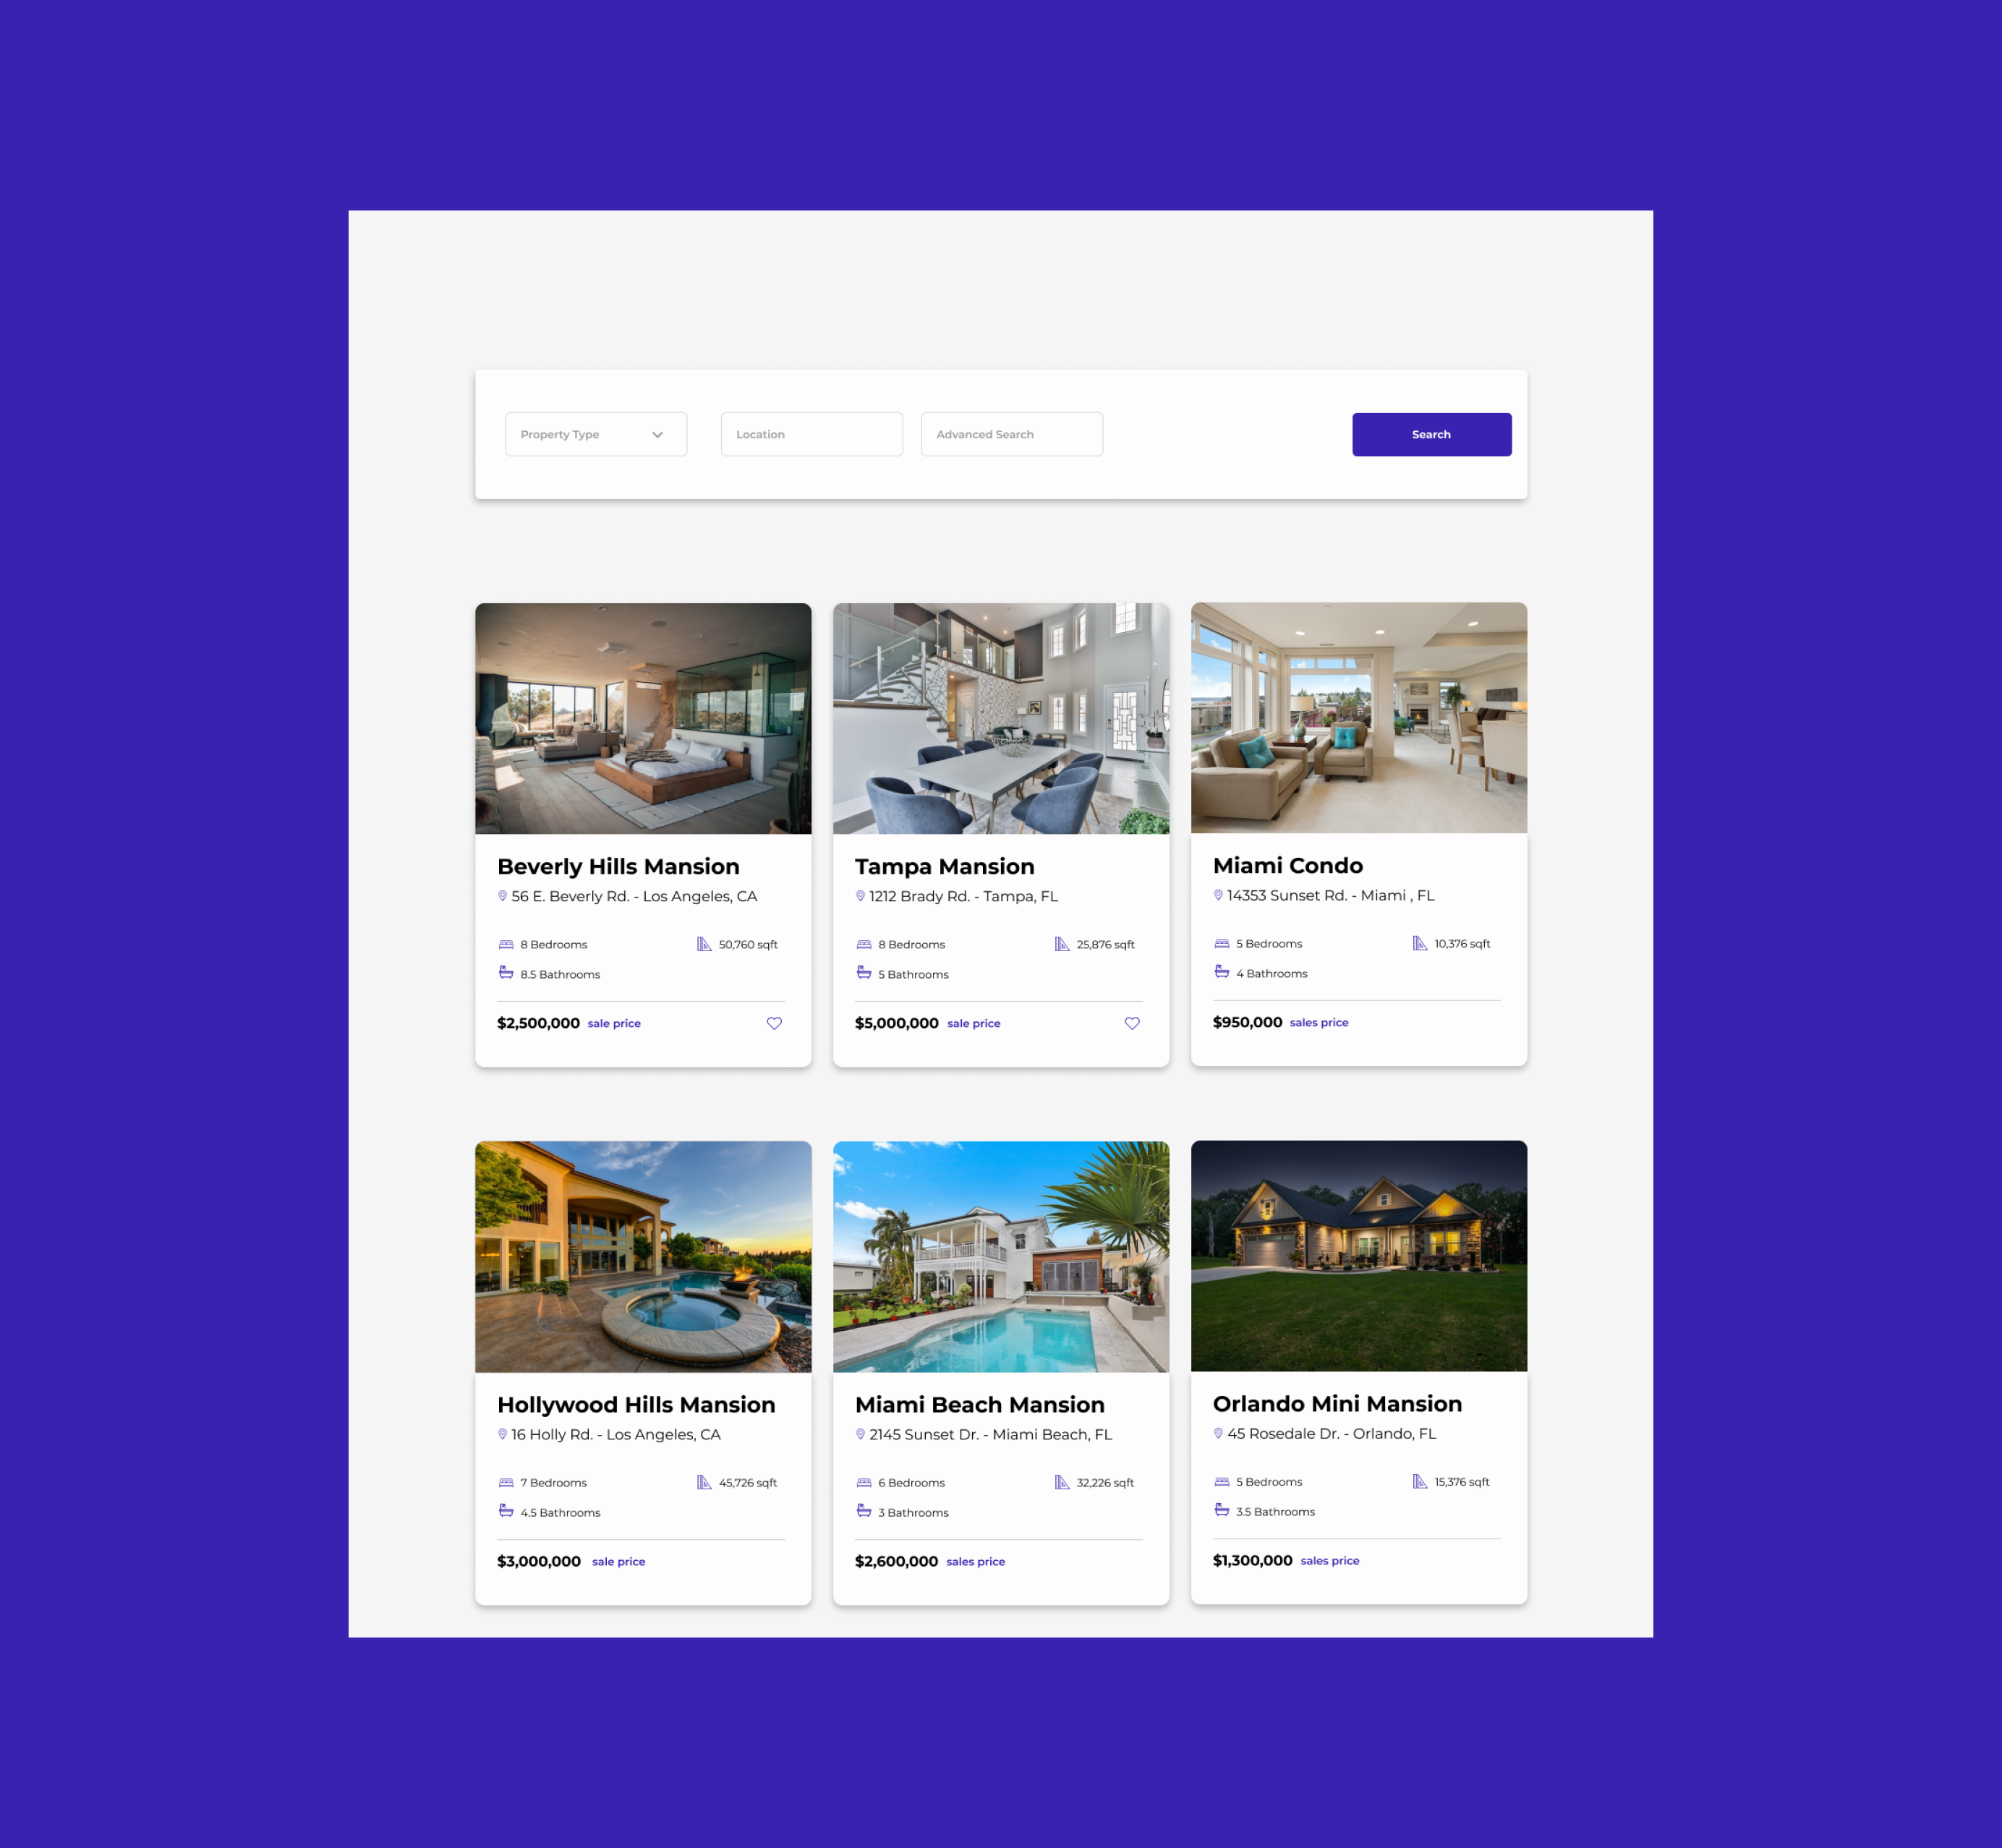 Property Type
Location
Advanced Search
Search
Beverly Hills Mansion
56 E. Beverly Rd. - Los Angeles, CA
8 Bedrooms
50,760 sqft
8.5 Bathrooms
$2,500,000 sale price
Tampa Mansion
1212 Brady Rd. - Tampa, FL
8 Bedrooms
25,876 sqft
5 Bathrooms
$5,000,000 sale price
Miami Condo
14353 Sunset Rd. - Miami , FL
5 Bedrooms
10,376 sqft
4 Bathrooms
$950,000 sales price
Hollywood Hills Mansion
16 Holly Rd. - Los Angeles, CA
7 Bedrooms
45,726 sqft
4.5 Bathrooms
$3,000,000 sale price
Miami Beach Mansion
2145 Sunset Dr. - Miami Beach, FL
6 Bedrooms
32,226 sqft
3 Bathrooms
$2,600,000 sales price
Orlando Mini Mansion
45 Rosedale Dr. - Orlando, FL
5 Bedrooms
15,376 sqft
3.5 Bathrooms
$1,300,000 sales price